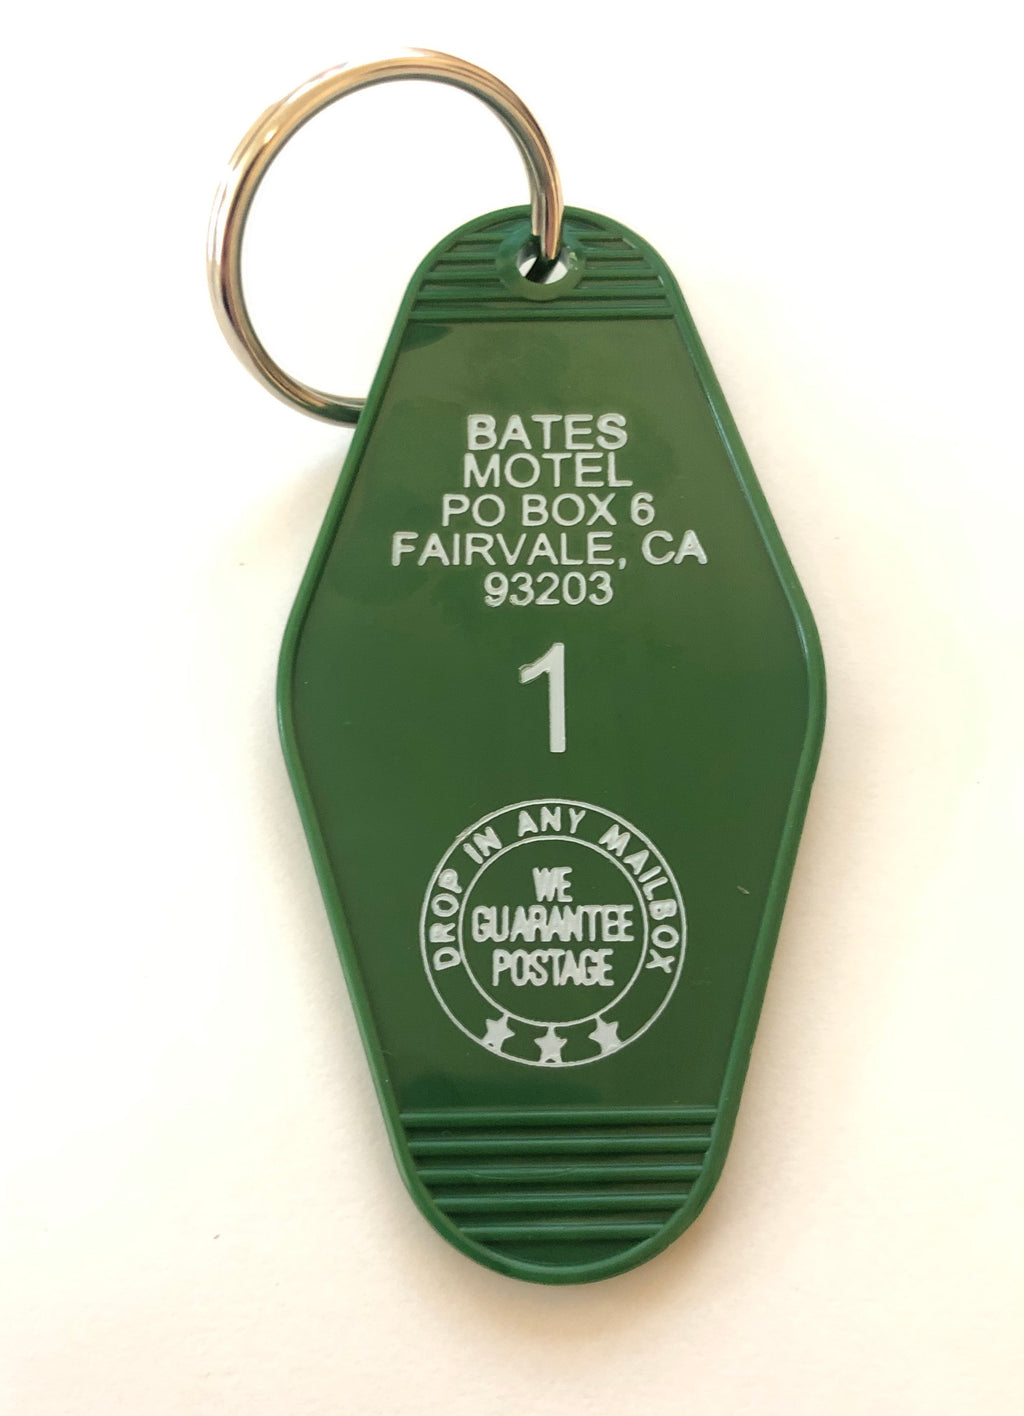 BATES
MOTEL
PO BOX 6
FAIRVALE, CA
93203
1
DROP IN ANY MAILBOX
WE
GUARANTEE
POSTAGE